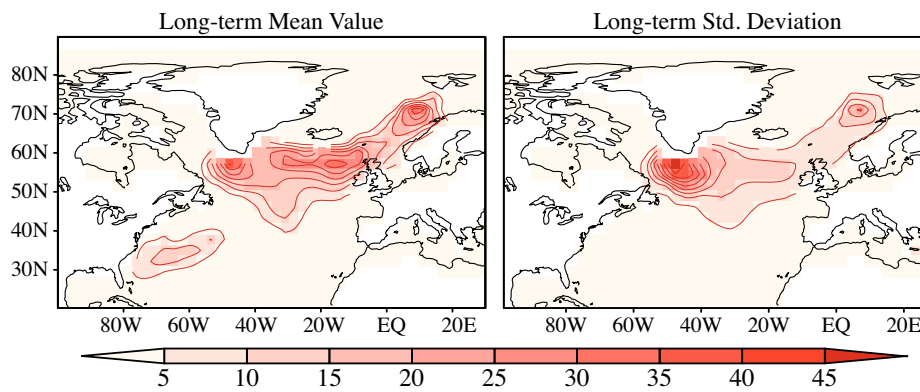 Long-term Mean Value
Long-term Std. Deviation
80N
70N
60N
50N
40N
30N
80W 60W 40W 20W EQ 20E
80W 60W 40W 20W EQ 20E
5 10 15 20 25 30 35 40 45